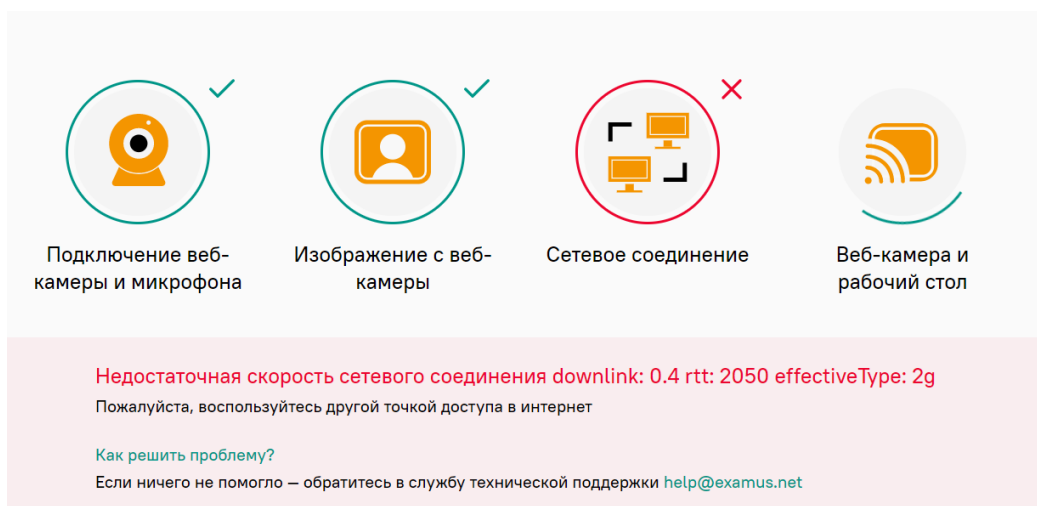 Подключение веб-
камеры и микрофона
Изображение с веб-
камеры
Сетевое соединение
Веб-камера и
рабочий стол
Недостаточная скорость сетевого соединения downlink: 0.4 rtt: 2050 effectiveType: 2g
Пожалуйста, воспользуйтесь другой точкой доступа в интернет
Как решить проблему?
Если ничего не помогло — обратитесь в службу технической поддержки help@examus.net